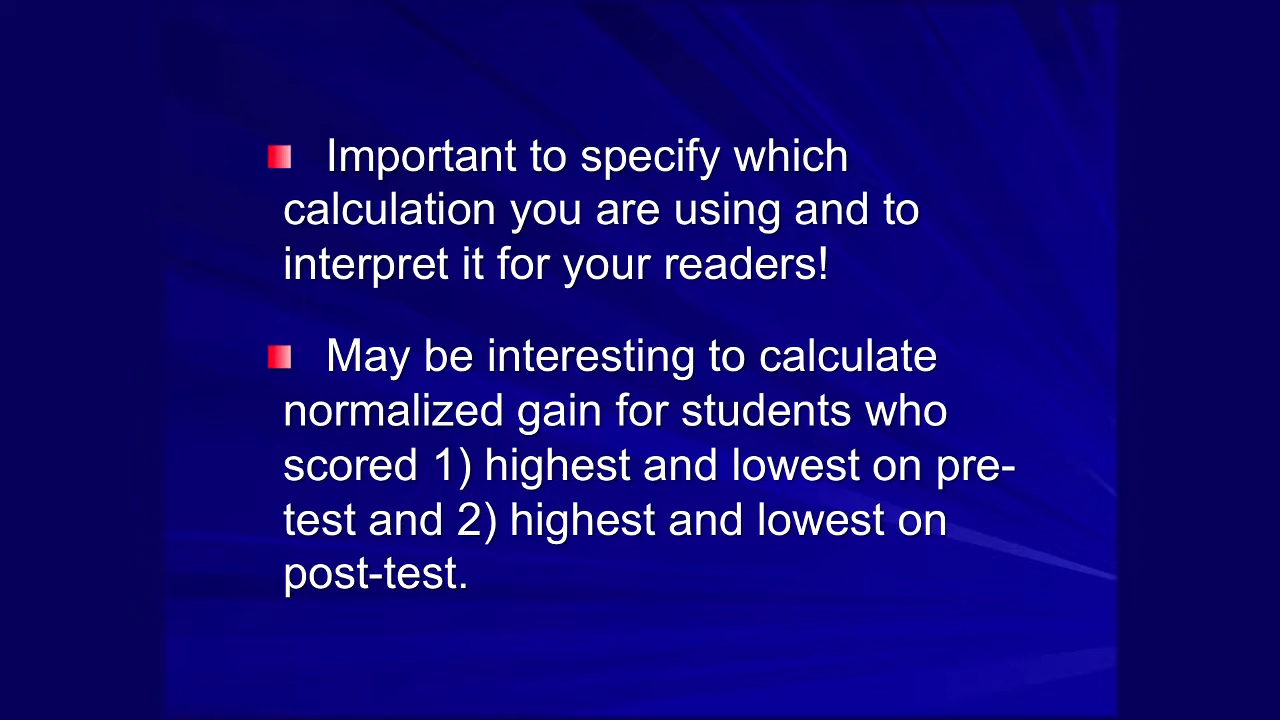 Important to specify which
calculation you are using and to
interpret it for your readers!
May be interesting to calculate
normalized gain for students who
scored 1) highest and lowest on pre-
test and 2) highest and lowest on
post-test.